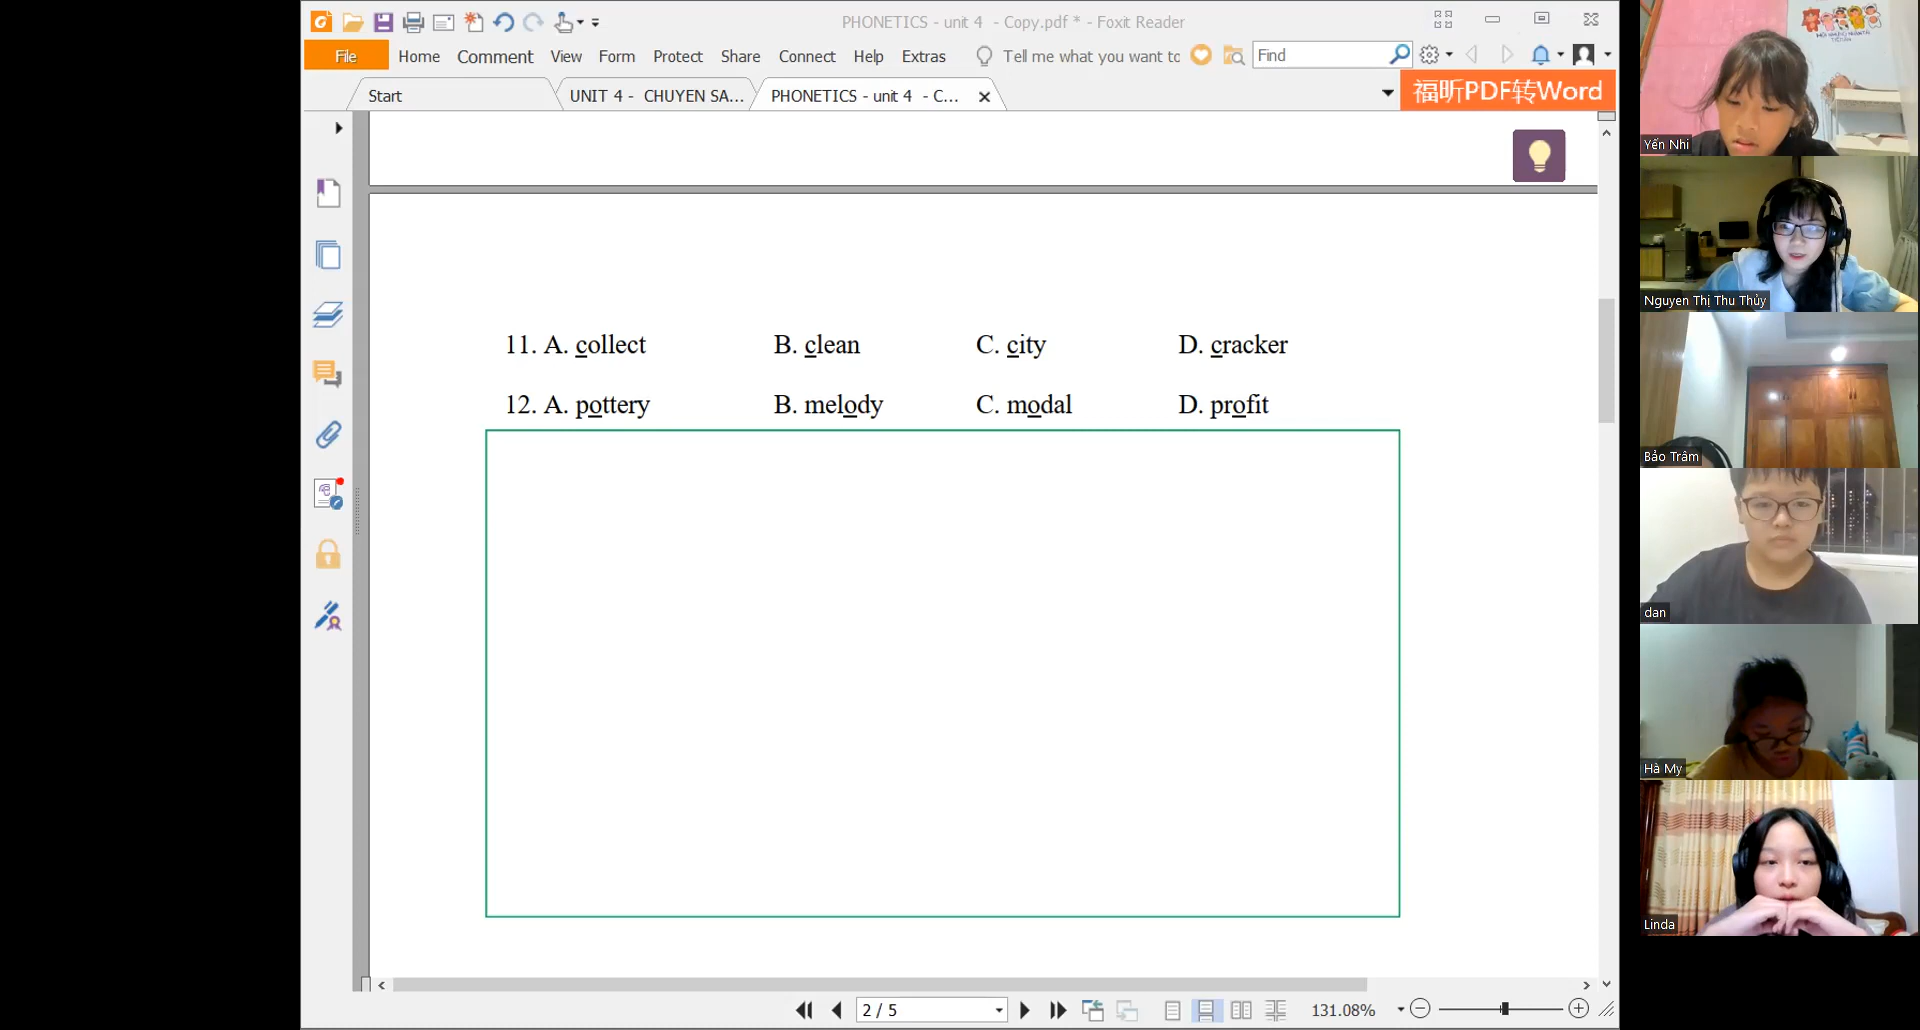 PHONETICS - unit 4 - Copy.pdf * - Foxit Reader
File Home Comment View Form Protect Share Connect Help Extras Tell me what you want to Find
Start UNIT 4 - CHUYEN SA... PHONETICS - unit 4 - C...
福昕PDF转Word
11. A. collect B. clean C. city D. cracker
12. A. pottery B. melody C. modal D. profit
2 / 5 131.08%
Yến Nhi
Nguyen Thị Thu Thủy
Bảo Trâm
dan
Hà My
Linda